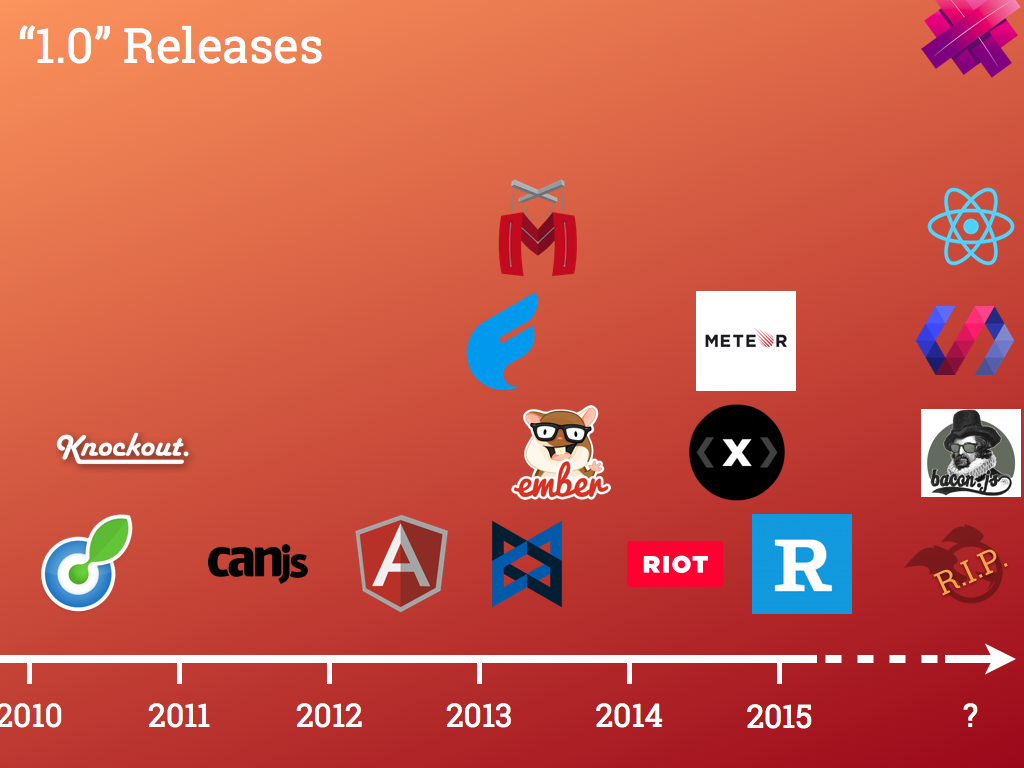 “1.0” Releases
METEOR
Knockout.
ember
X
bacon.js
canjs
A
RIOT
R
R.I.P.
2010 2011 2012 2013 2014 2015 ?